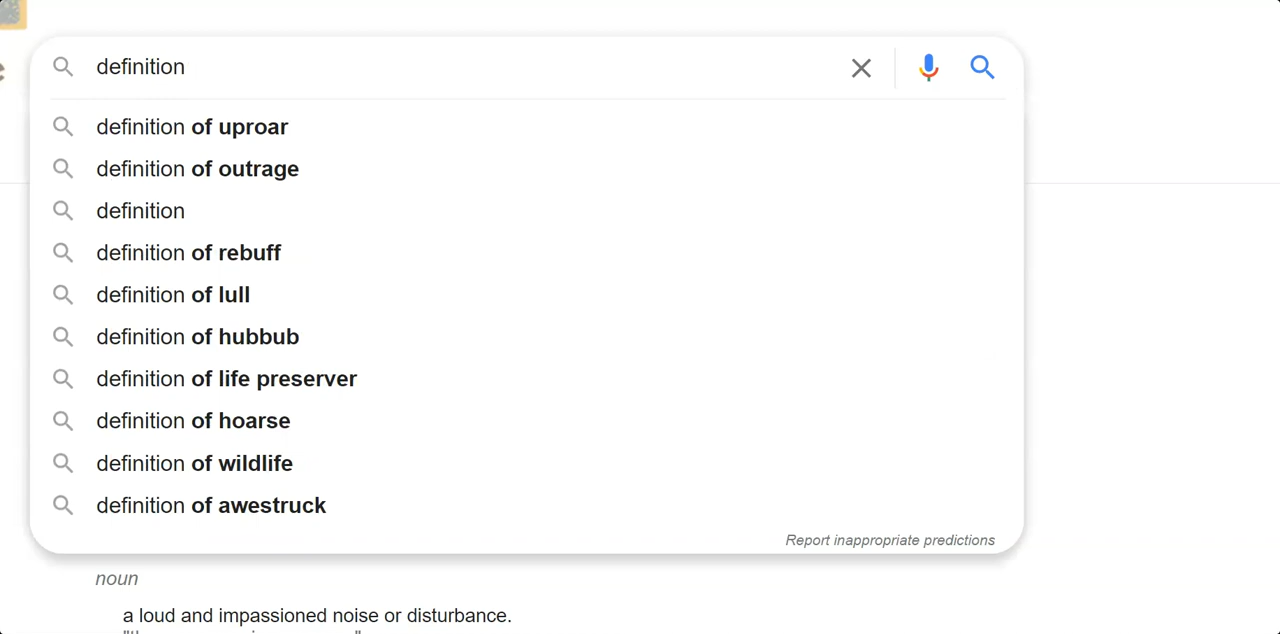 definition
definition of uproar
definition of outrage
definition
definition of rebuff
definition of lull
definition of hubbub
definition of life preserver
definition of hoarse
definition of wildlife
definition of awestruck
Report inappropriate predictions
noun
a loud and impassioned noise or disturbance.